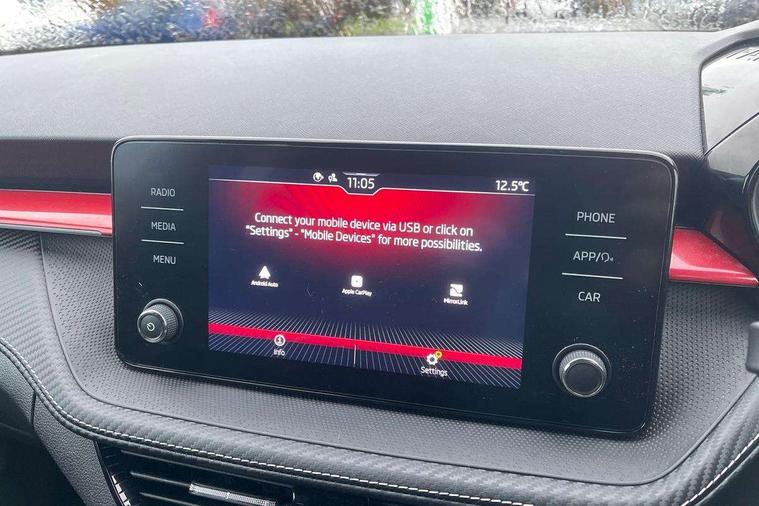 11:05
12.5°C
RADIO
MEDIA
MENU
Connect your mobile device via USB or click on
"Settings" - "Mobile Devices" for more possibilities.
Android Auto
Apple CarPlay
MirrorLink
Info
Settings
PHONE
APP/
CAR